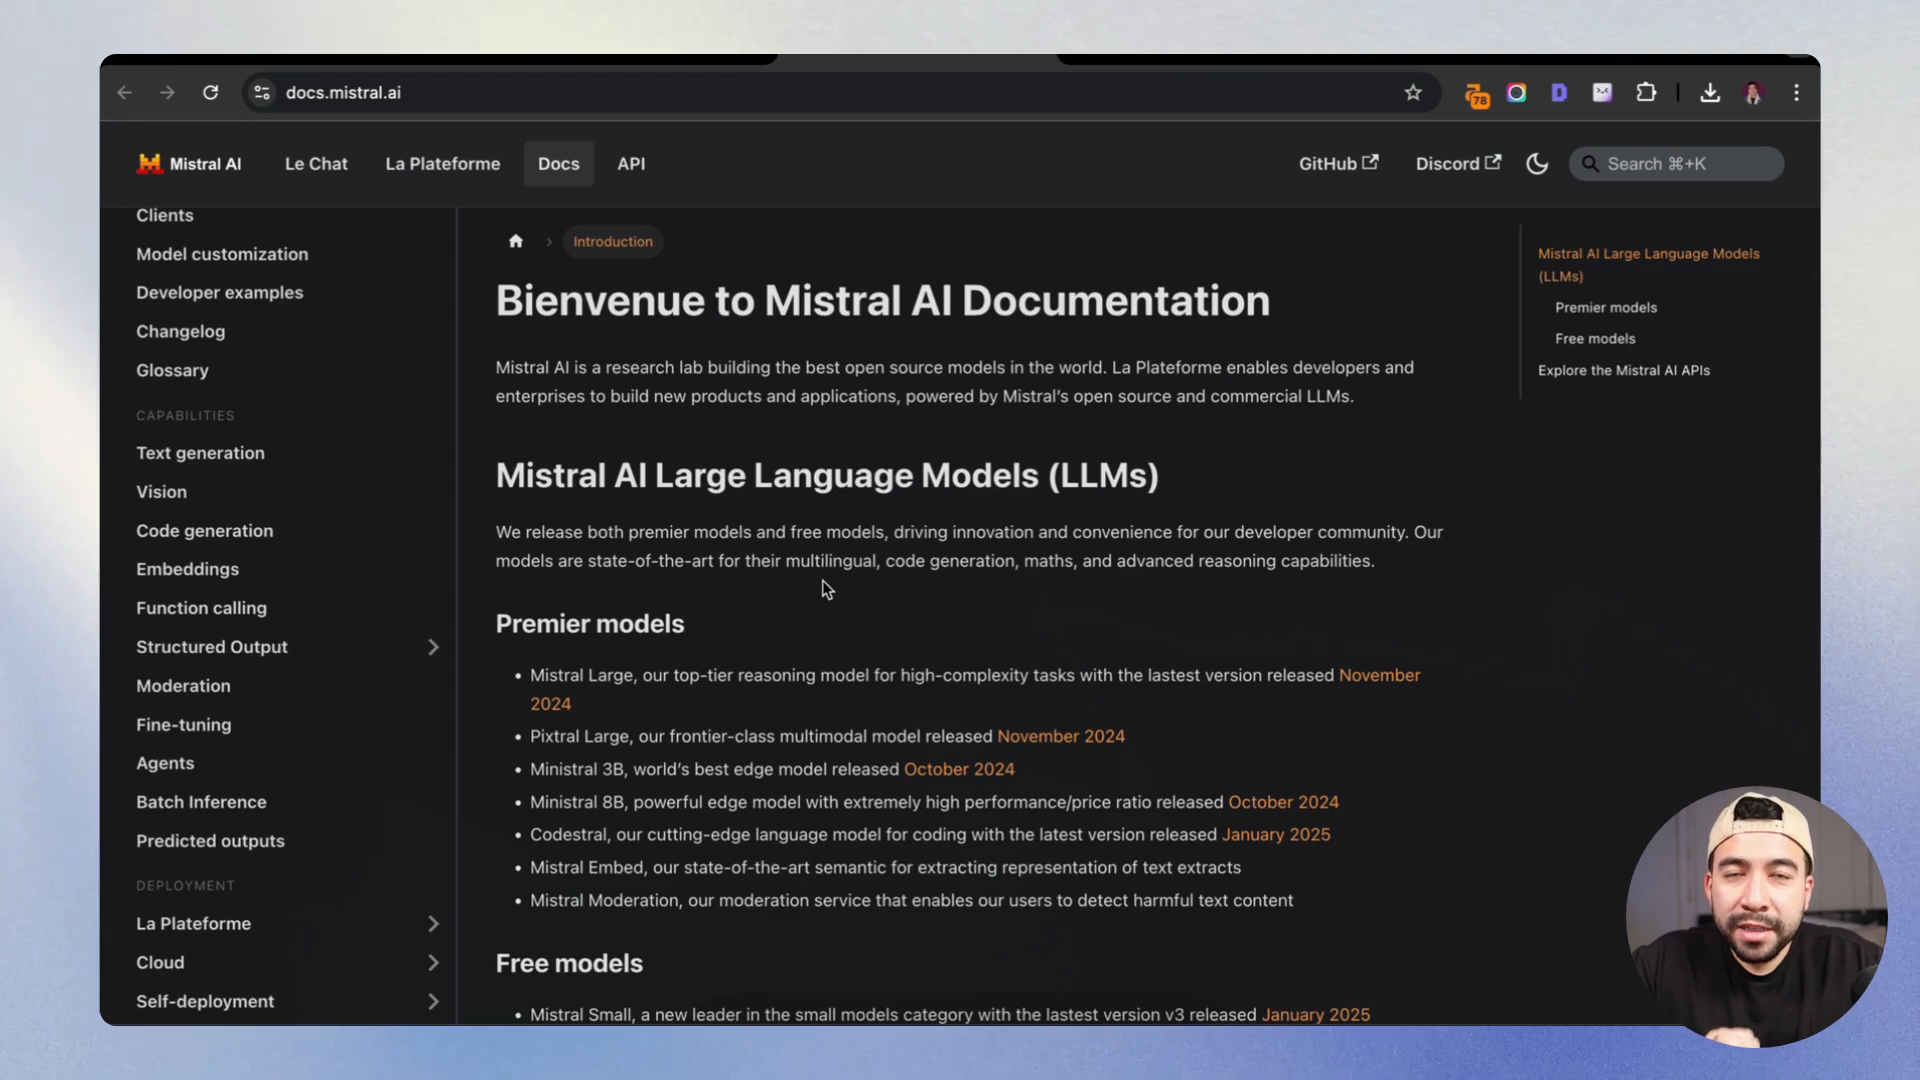 docs.mistral.ai
78
D
Mistral AI
Le Chat
La Plateforme
Docs
API
GitHub
Discord
Search ⌘+K
Clients
Model customization
Developer examples
Changelog
Glossary
CAPABILITIES
Text generation
Vision
Code generation
Embeddings
Function calling
Structured Output
Moderation
Fine-tuning
Agents
Batch Inference
Predicted outputs
DEPLOYMENT
La Plateforme
Cloud
Self-deployment
Introduction
Bienvenue to Mistral AI Documentation
Mistral AI is a research lab building the best open source models in the world. La Plateforme enables developers and
enterprises to build new products and applications, powered by Mistral's open source and commercial LLMs.
Mistral AI Large Language Models (LLMs)
We release both premier models and free models, driving innovation and convenience for our developer community. Our
models are state-of-the-art for their multilingual, code generation, maths, and advanced reasoning capabilities.
Premier models
• Mistral Large, our top-tier reasoning model for high-complexity tasks with the lastest version released November
2024
• Pixtral Large, our frontier-class multimodal model released November 2024
• Ministral 3B, world's best edge model released October 2024
• Ministral 8B, powerful edge model with extremely high performance/price ratio released October 2024
• Codestral, our cutting-edge language model for coding with the latest version released January 2025
• Mistral Embed, our state-of-the-art semantic for extracting representation of text extracts
• Mistral Moderation, our moderation service that enables our users to detect harmful text content
Free models
• Mistral Small, a new leader in the small models category with the lastest version v3 released January 2025
Mistral AI Large Language Models
(LLMs)
Premier models
Free models
Explore the Mistral AI APIs